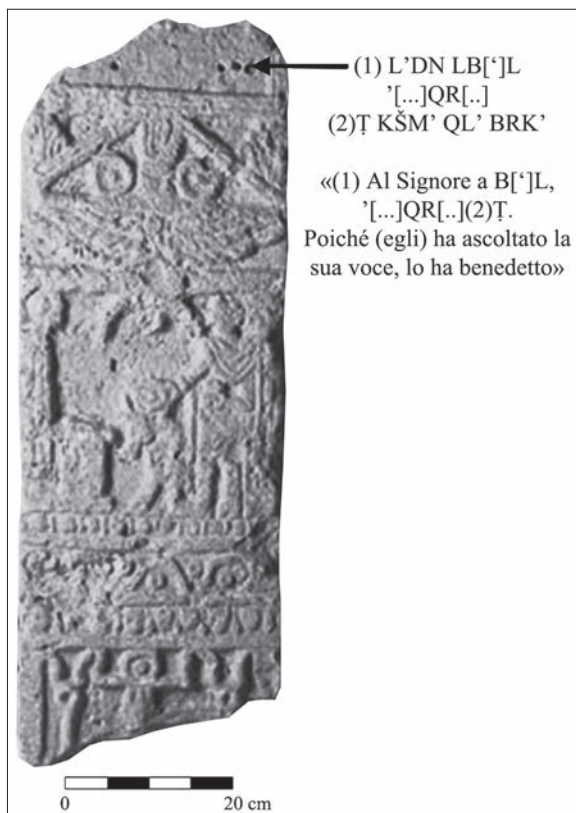 (1) L’DN LB[‘]L
’[...]QR[..]
(2)Ṭ KŠM’ QL’ BRK’
«(1) Al Signore a B[‘]L,
’[...]QR[..](2)Ṭ.
Poiché (egli) ha ascoltato la
sua voce, lo ha benedetto»
0
20 cm